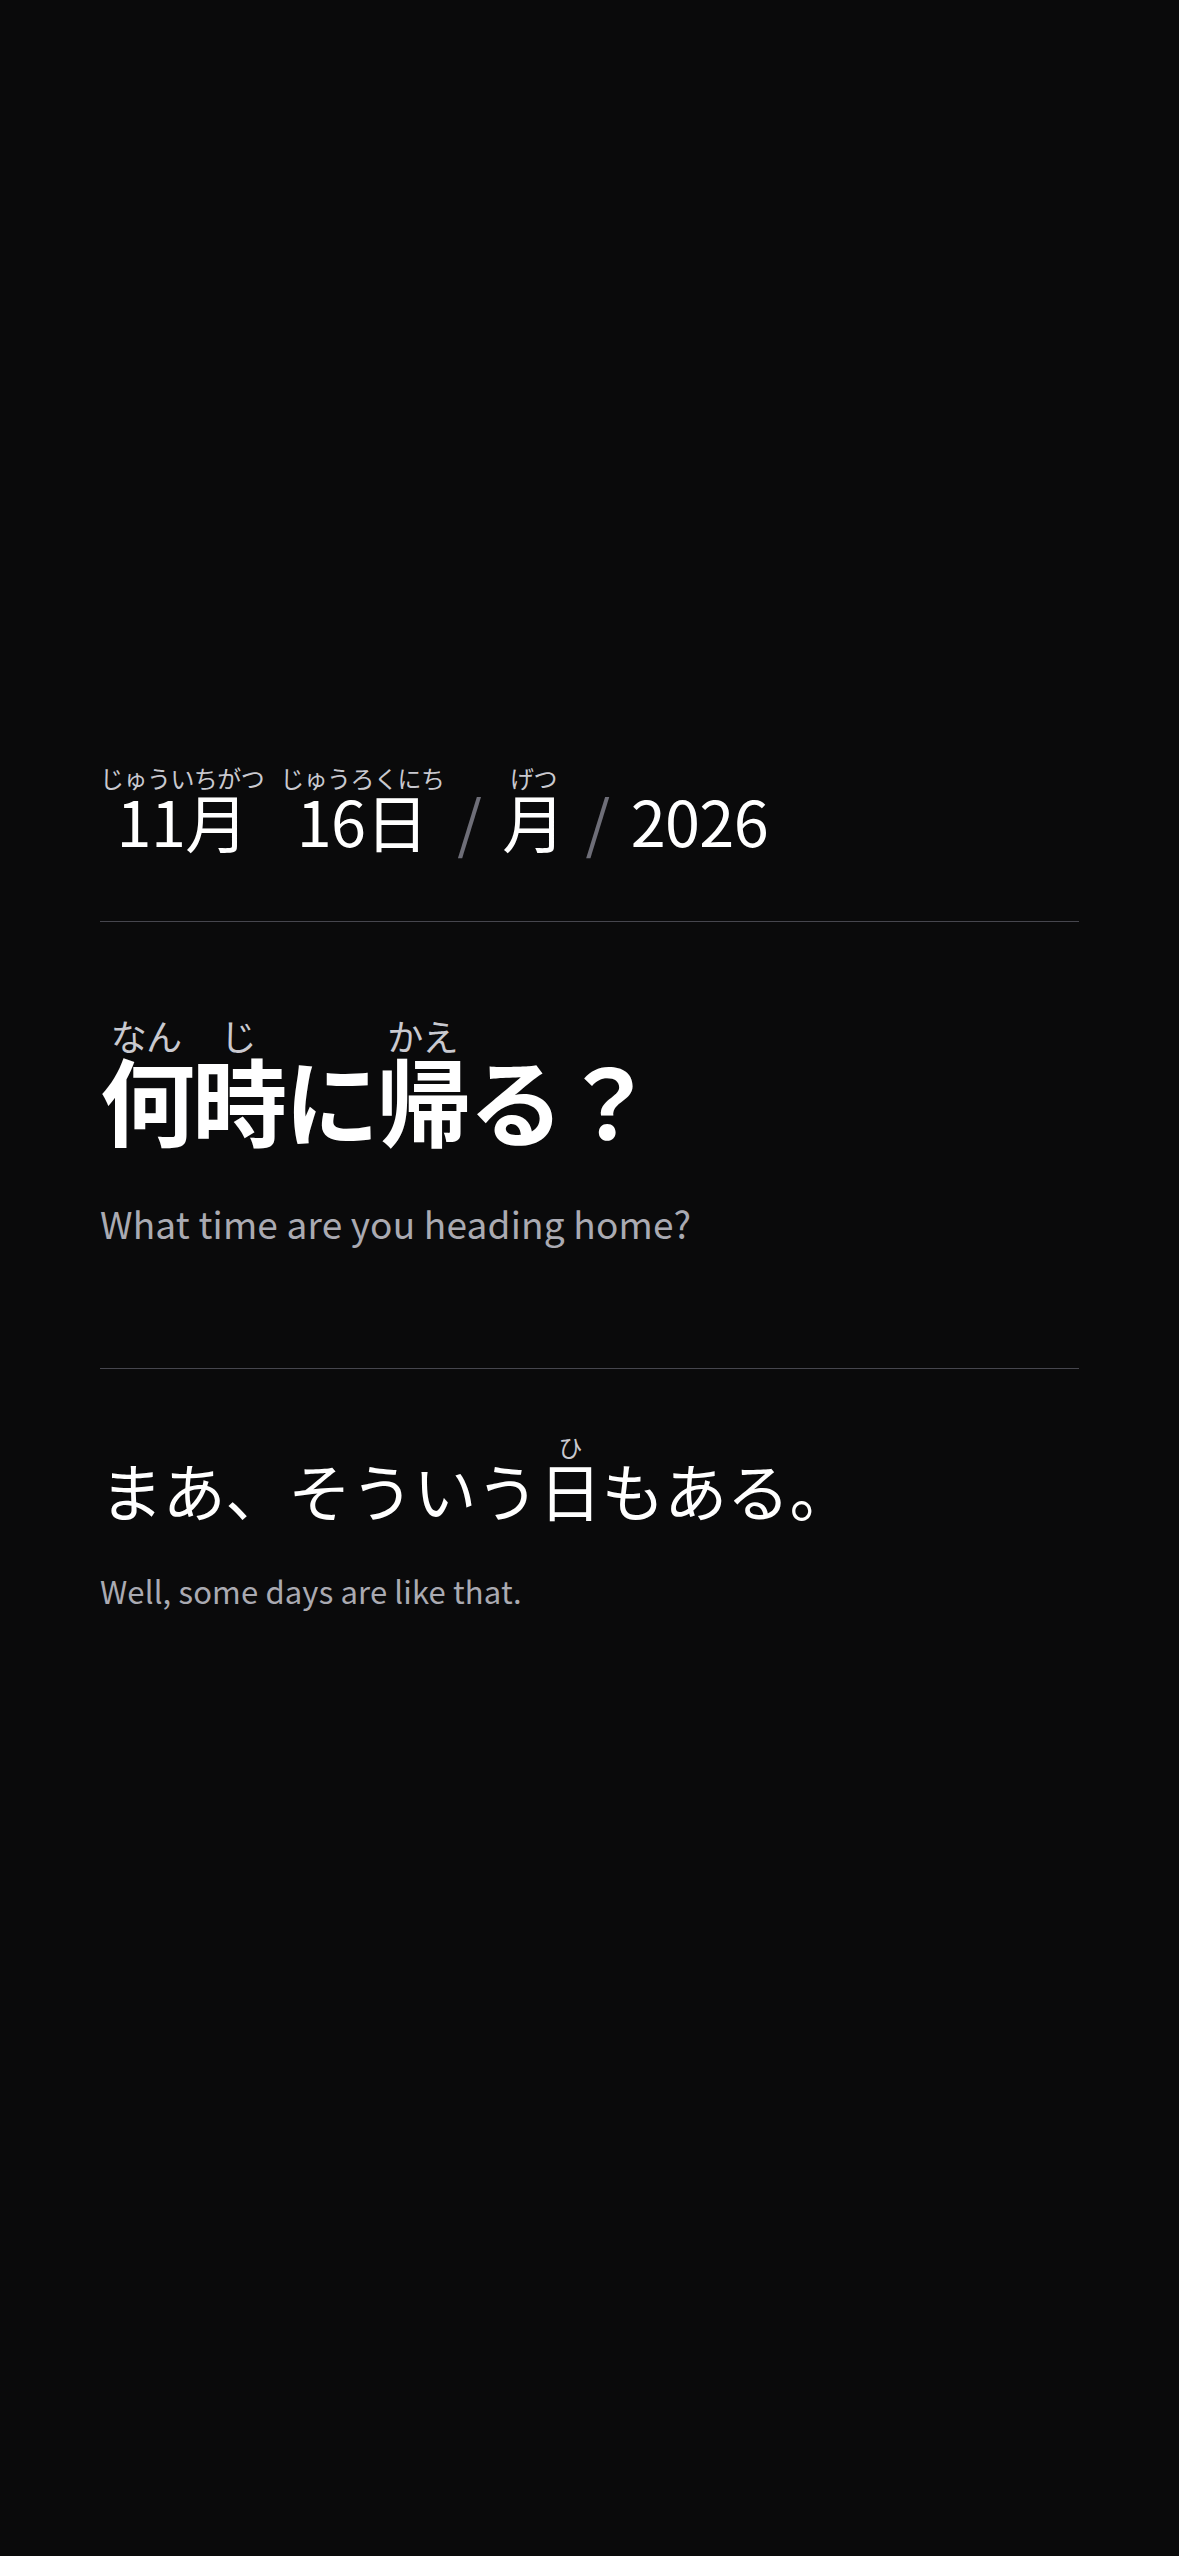 じゅういちがつ じゅうろくにち げつ
11月 16日 / 月 / 2026
なん じ かえ
何時に帰る？
What time are you heading home?
ひ
まあ、そういう日もある。
Well, some days are like that.